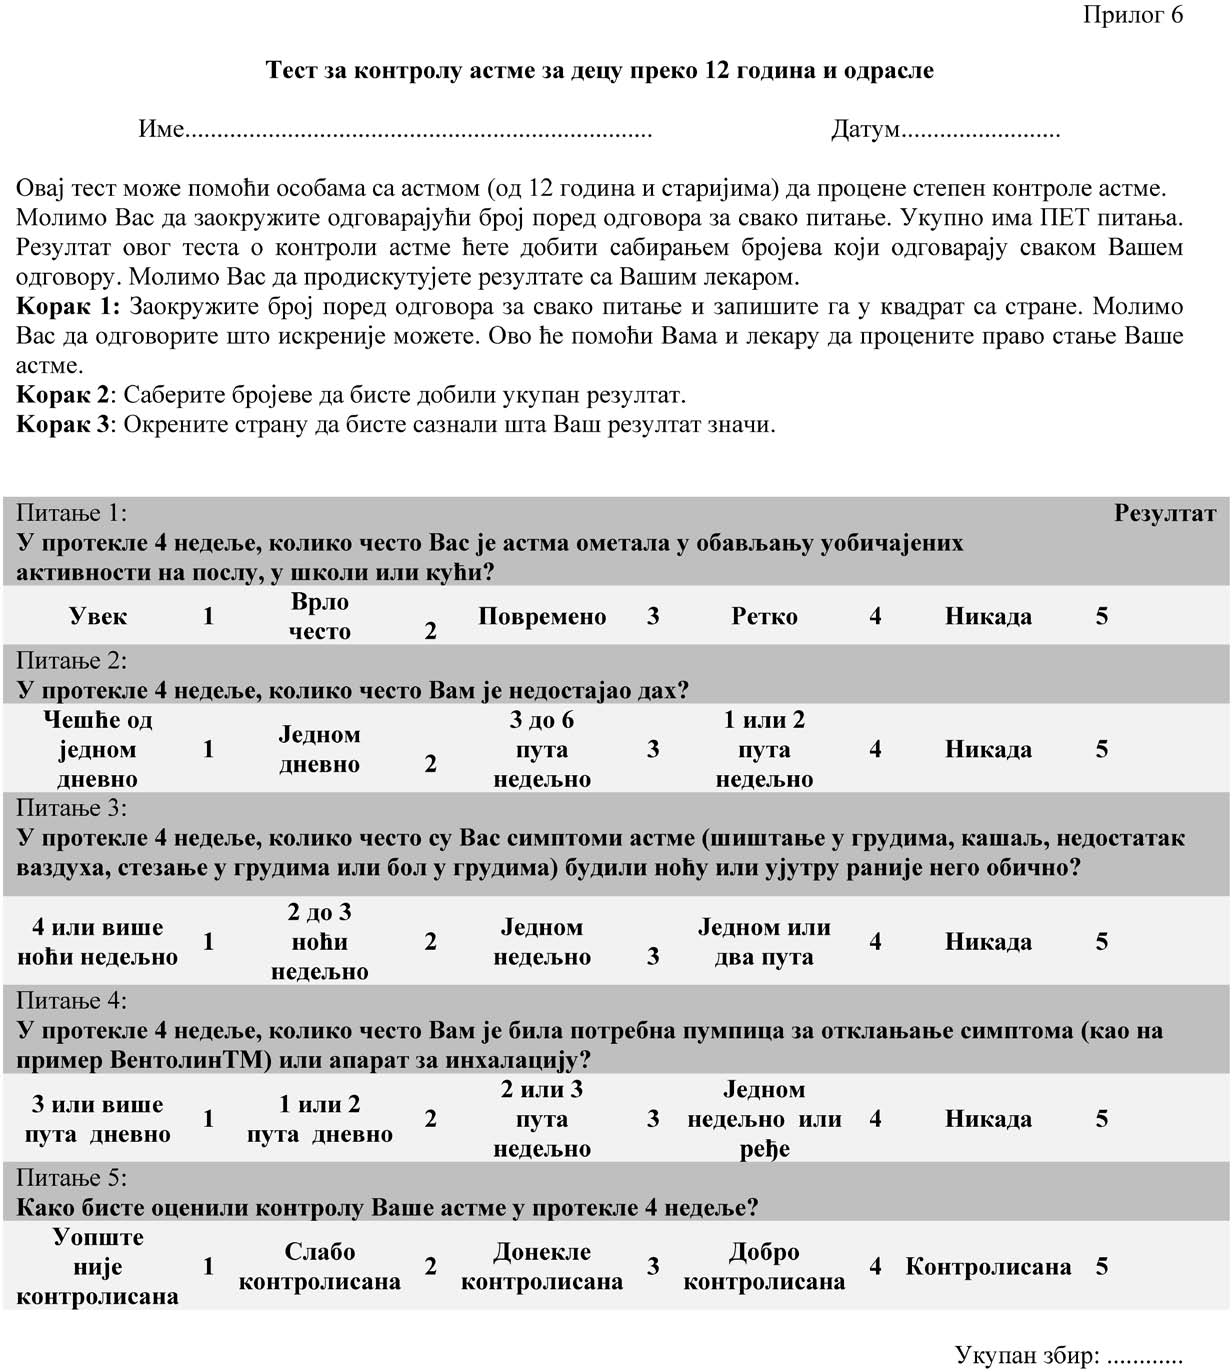 Прилог 6
Тест за контролу астме за децу преко 12 година и одрасле
Име......................................................................... Датум.........................
Овај тест може помоћи особама са астмом (од 12 година и старијима) да процене степен контроле астме.
Молимо Вас да заокружите одговарајући број поред одговора за свако питање. Укупно има ПЕТ питања.
Резултат овог теста о контроли астме ћете добити сабирањем бројева који одговарају сваком Вашем
одговору. Молимо Вас да продискутујете резултате са Вашим лекаром.
Корак 1: Заокружите број поред одговора за свако питање и запишите га у квадрат са стране. Молимо
Вас да одговорите што искреније можете. Ово ће помоћи Вама и лекару да процените право стање Ваше
астме.
Корак 2: Саберите бројеве да бисте добили укупан резултат.
Корак 3: Окрените страну да бисте сазнали шта Ваш резултат значи.
Питање 1: Резултат
У протекле 4 недеље, колико често Вас је астма ометала у обављању уобичајених
активности на послу, у школи или кући?
Увек 1 Врло
често 2 Повремено 3 Ретко 4 Никада 5
Питање 2:
У протекле 4 недеље, колико често Вам је недостајао дах?
Чешће од
једном
дневно 1 Једном
дневно 2 3 до 6
пута
недељно 3 1 или 2
пута
недељно 4 Никада 5
Питање 3:
У протекле 4 недеље, колико често су Вас симптоми астме (шиштање у грудима, кашаљ, недостатак
ваздуха, стезање у грудима или бол у грудима) будили ноћу или ујутру раније него обично?
4 или више
ноћи недељно 1 2 до 3
ноћи
недељно 2 Једном
недељно 3 Једном или
два пута 4 Никада 5
Питање 4:
У протекле 4 недеље, колико често Вам је била потребна пумпица за отклањање симптома (као на
пример ВентолинТМ) или апарат за инхалацију?
3 или више
пута дневно 1 1 или 2
пута дневно 2 2 или 3
пута
недељно 3 Једном
недељно или
ређе 4 Никада 5
Питање 5:
Како бисте оценили контролу Ваше астме у протекле 4 недеље?
Уопште
није
контролисана 1 Слабо
контролисана 2 Донекле
контролисана 3 Добро
контролисана 4 Контролисана 5
Укупан збир: ............